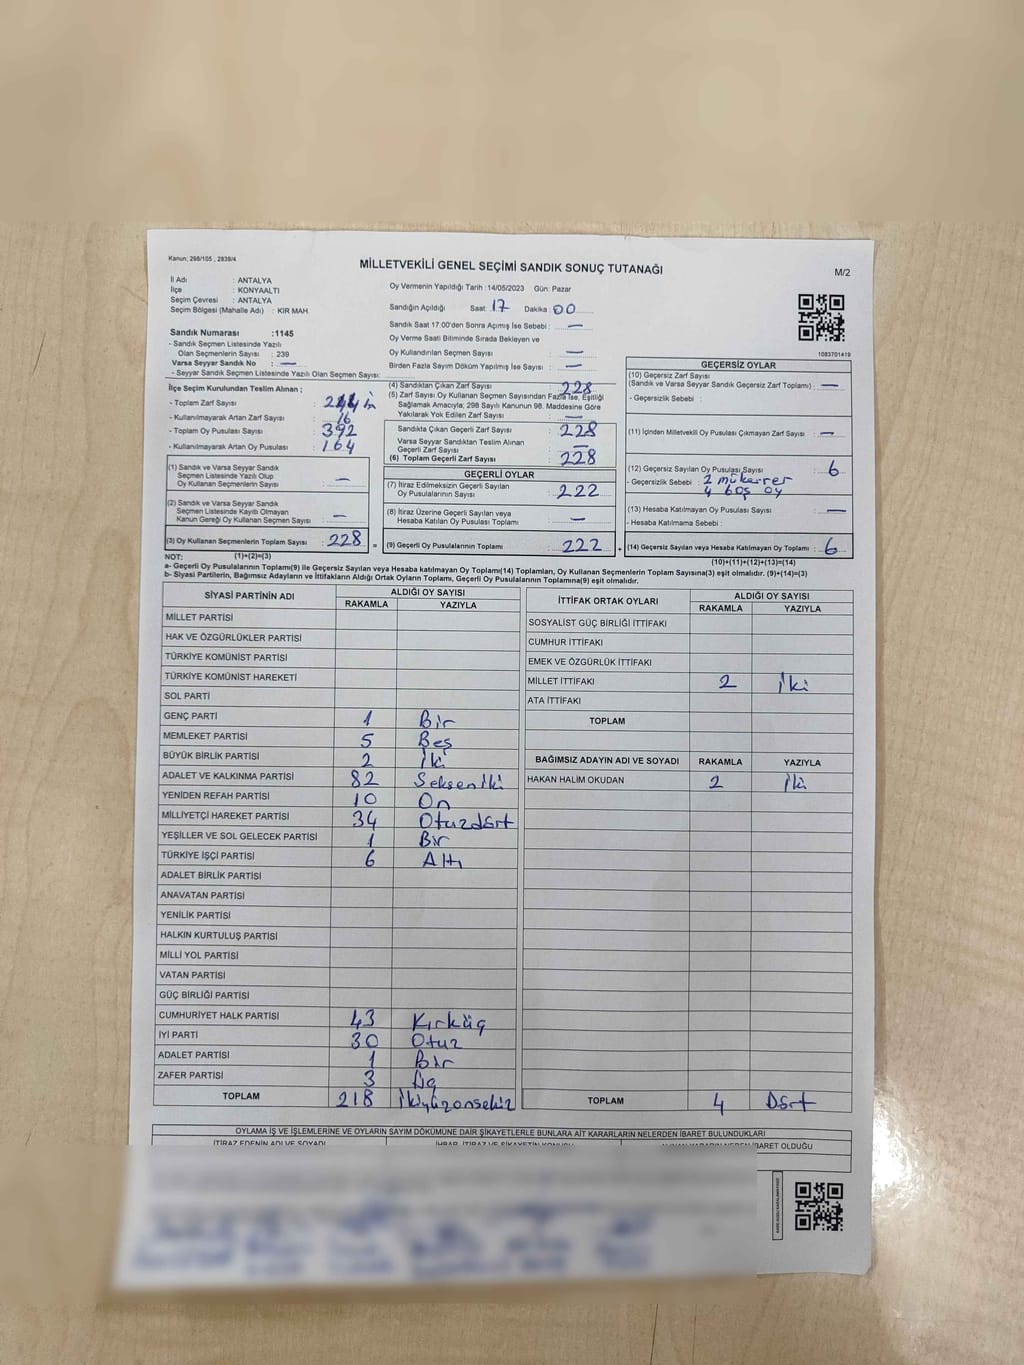 Kanun: 298/105 , 2839/4
MİLLETVEKİLİ GENEL SEÇİMİ SANDIK SONUÇ TUTANAĞI
M/2
İl Adı : ANTALYA
İlçe : KONYAALTI
Seçim Çevresi : ANTALYA
Seçim Bölgesi (Mahalle Adı) : KIR MAH
Sandık Numarası :1145
- Sandık Seçmen Listesinde Yazılı
Olan Seçmenlerin Sayısı : 239
Varsa Seyyar Sandık No : —
- Seyyar Sandık Listesinde Yazılı Olan Seçmen Sayısı:
Oy Vermenin Yapıldığı Tarih : 14/05/2023 Gün: Pazar
Sandığın Açıldığı Saat: 17 Dakika: 00
Sandık Saat 17:00'den Sonra Açılmış İse Sebebi : —
Oy Verme Saati Bitiminde Sırada Bekleyen ve
Oy Kullandırılan Seçmen Sayısı : —
Birden Fazla Sayım Döküm Yapılmış İse Sayısı : —
1083701419
İlçe Seçim Kurulundan Teslim Alınan ;
- Toplam Zarf Sayısı :
- Kullanılmayarak Artan Zarf Sayısı : 16
- Toplam Oy Pusulası Sayısı : 392
- Kullanılmayarak Artan Oy Pusulası : 164
(1) Sandık ve Varsa Seyyar Sandık
Seçmen Listesinde Yazılı Olup
Oy Kullanan Seçmenlerin Sayısı : —
(2) Sandık ve Varsa Seyyar Sandık
Seçmen Listesinde Kayıtlı Olmayan
Kanun Gereği Oy Kullanan Seçmen Sayısı : —
(3) Oy Kullanan Seçmenlerin Toplam Sayısı : 228 =
(4) Sandıktan Çıkan Zarf Sayısı : 228
(5) Zarf Sayısı Oy Kullanan Seçmen Sayısından Fazla İse, Eşitliği
Sağlamak Amacıyla; 298 Sayılı Kanunun 98. Maddesine Göre
Yakılarak Yok Edilen Zarf Sayısı : —
Sandıkta Çıkan Geçerli Zarf Sayısı : 228
Varsa Seyyar Sandıktan Teslim Alınan
Geçerli Zarf Sayısı : —
(6) Toplam Geçerli Zarf Sayısı : 228
GEÇERLİ OYLAR
(7) İtiraz Edilmeksizin Geçerli Sayılan
Oy Pusulalarının Sayısı : 222
(8) İtiraz Üzerine Geçerli Sayılan veya
Hesaba Katılan Oy Pusulası Toplamı : —
(9) Geçerli Oy Pusulalarının Toplamı : 222 +
GEÇERSİZ OYLAR
(10) Geçersiz Zarf Sayısı
(Sandık ve Varsa Seyyar Sandık Geçersiz Zarf Toplamı) : —
- Geçersizlik Sebebi :
(11) İçinden Milletvekili Oy Pusulası Çıkmayan Zarf Sayısı : —
(12) Geçersiz Sayılan Oy Pusulası Sayısı : 6
- Geçersizlik Sebebi : 2 mükerrer
4 boş oy
(13) Hesaba Katılmayan Oy Pusulası Sayısı : —
- Hesaba Katılmama Sebebi :
(14) Geçersiz Sayılan veya Hesaba Katılmayan Oy Toplamı : 6
NOT: (1)+(2)=(3) (10)+(11)+(12)+(13)=(14)
a- Geçerli Oy Pusulalarının Toplamı(9) ile Geçersiz Sayılan veya Hesaba Katılmayan Oy Toplamı(14) Toplamları, Oy Kullanan Seçmenlerin Toplam Sayısına(3) eşit olmalıdır. (9)+(14)=(3)
b- Siyasi Partilerin, Bağımsız Adayların ve İttifakların Aldığı Ortak Oyların Toplamı, Geçerli Oy Pusulalarının Toplamına(9) eşit olmalıdır.
SİYASİ PARTİNİN ADI ALDIĞI OY SAYISI
RAKAMLA YAZIYLA
MİLLET PARTİSİ
HAK VE ÖZGÜRLÜKLER PARTİSİ
TÜRKİYE KOMÜNİST PARTİSİ
TÜRKİYE KOMÜNİST HAREKETİ
SOL PARTİ
GENÇ PARTİ 1 Bir
MEMLEKET PARTİSİ 5 Beş
BÜYÜK BİRLİK PARTİSİ 2 İki
ADALET VE KALKINMA PARTİSİ 82 Sekseniki
YENİDEN REFAH PARTİSİ 10 On
MİLLİYETÇİ HAREKET PARTİSİ 34 Otuzdört
YEŞİLLER VE SOL GELECEK PARTİSİ 1 Bir
TÜRKİYE İŞÇİ PARTİSİ 6 Altı
ADALET BİRLİK PARTİSİ
ANAVATAN PARTİSİ
YENİLİK PARTİSİ
HALKIN KURTULUŞ PARTİSİ
MİLLİ YOL PARTİSİ
VATAN PARTİSİ
GÜÇ BİRLİĞİ PARTİSİ
CUMHURİYET HALK PARTİSİ 43 Kırküç
İYİ PARTİ 30 Otuz
ADALET PARTİSİ 1 Bir
ZAFER PARTİSİ 3 Üç
TOPLAM 218 İkiyüzonsekiz
İTTİFAK ORTAK OYLARI ALDIĞI OY SAYISI
RAKAMLA YAZIYLA
SOSYALİST GÜÇ BİRLİĞİ İTTİFAKI
CUMHUR İTTİFAKI
EMEK VE ÖZGÜRLÜK İTTİFAKI
MİLLET İTTİFAKI 2 İki
ATA İTTİFAKI
TOPLAM
BAĞIMSIZ ADAYIN ADI VE SOYADI RAKAMLA YAZIYLA
HAKAN HALİM OKUDAN 2 İki
TOPLAM 4 Dört
OYLAMA İŞ VE İŞLEMLERİNE VE OYLARIN SAYIM DÖKÜMÜNE DAİR ŞİKAYETLERLE BUNLARA AİT KARARLARIN NELERDEN İBARET BULUNDUKLARI
İTİRAZ EDENİN ADI VE SOYADI İHBAR, İTİRAZ VE ŞİKAYETİN KONUSU